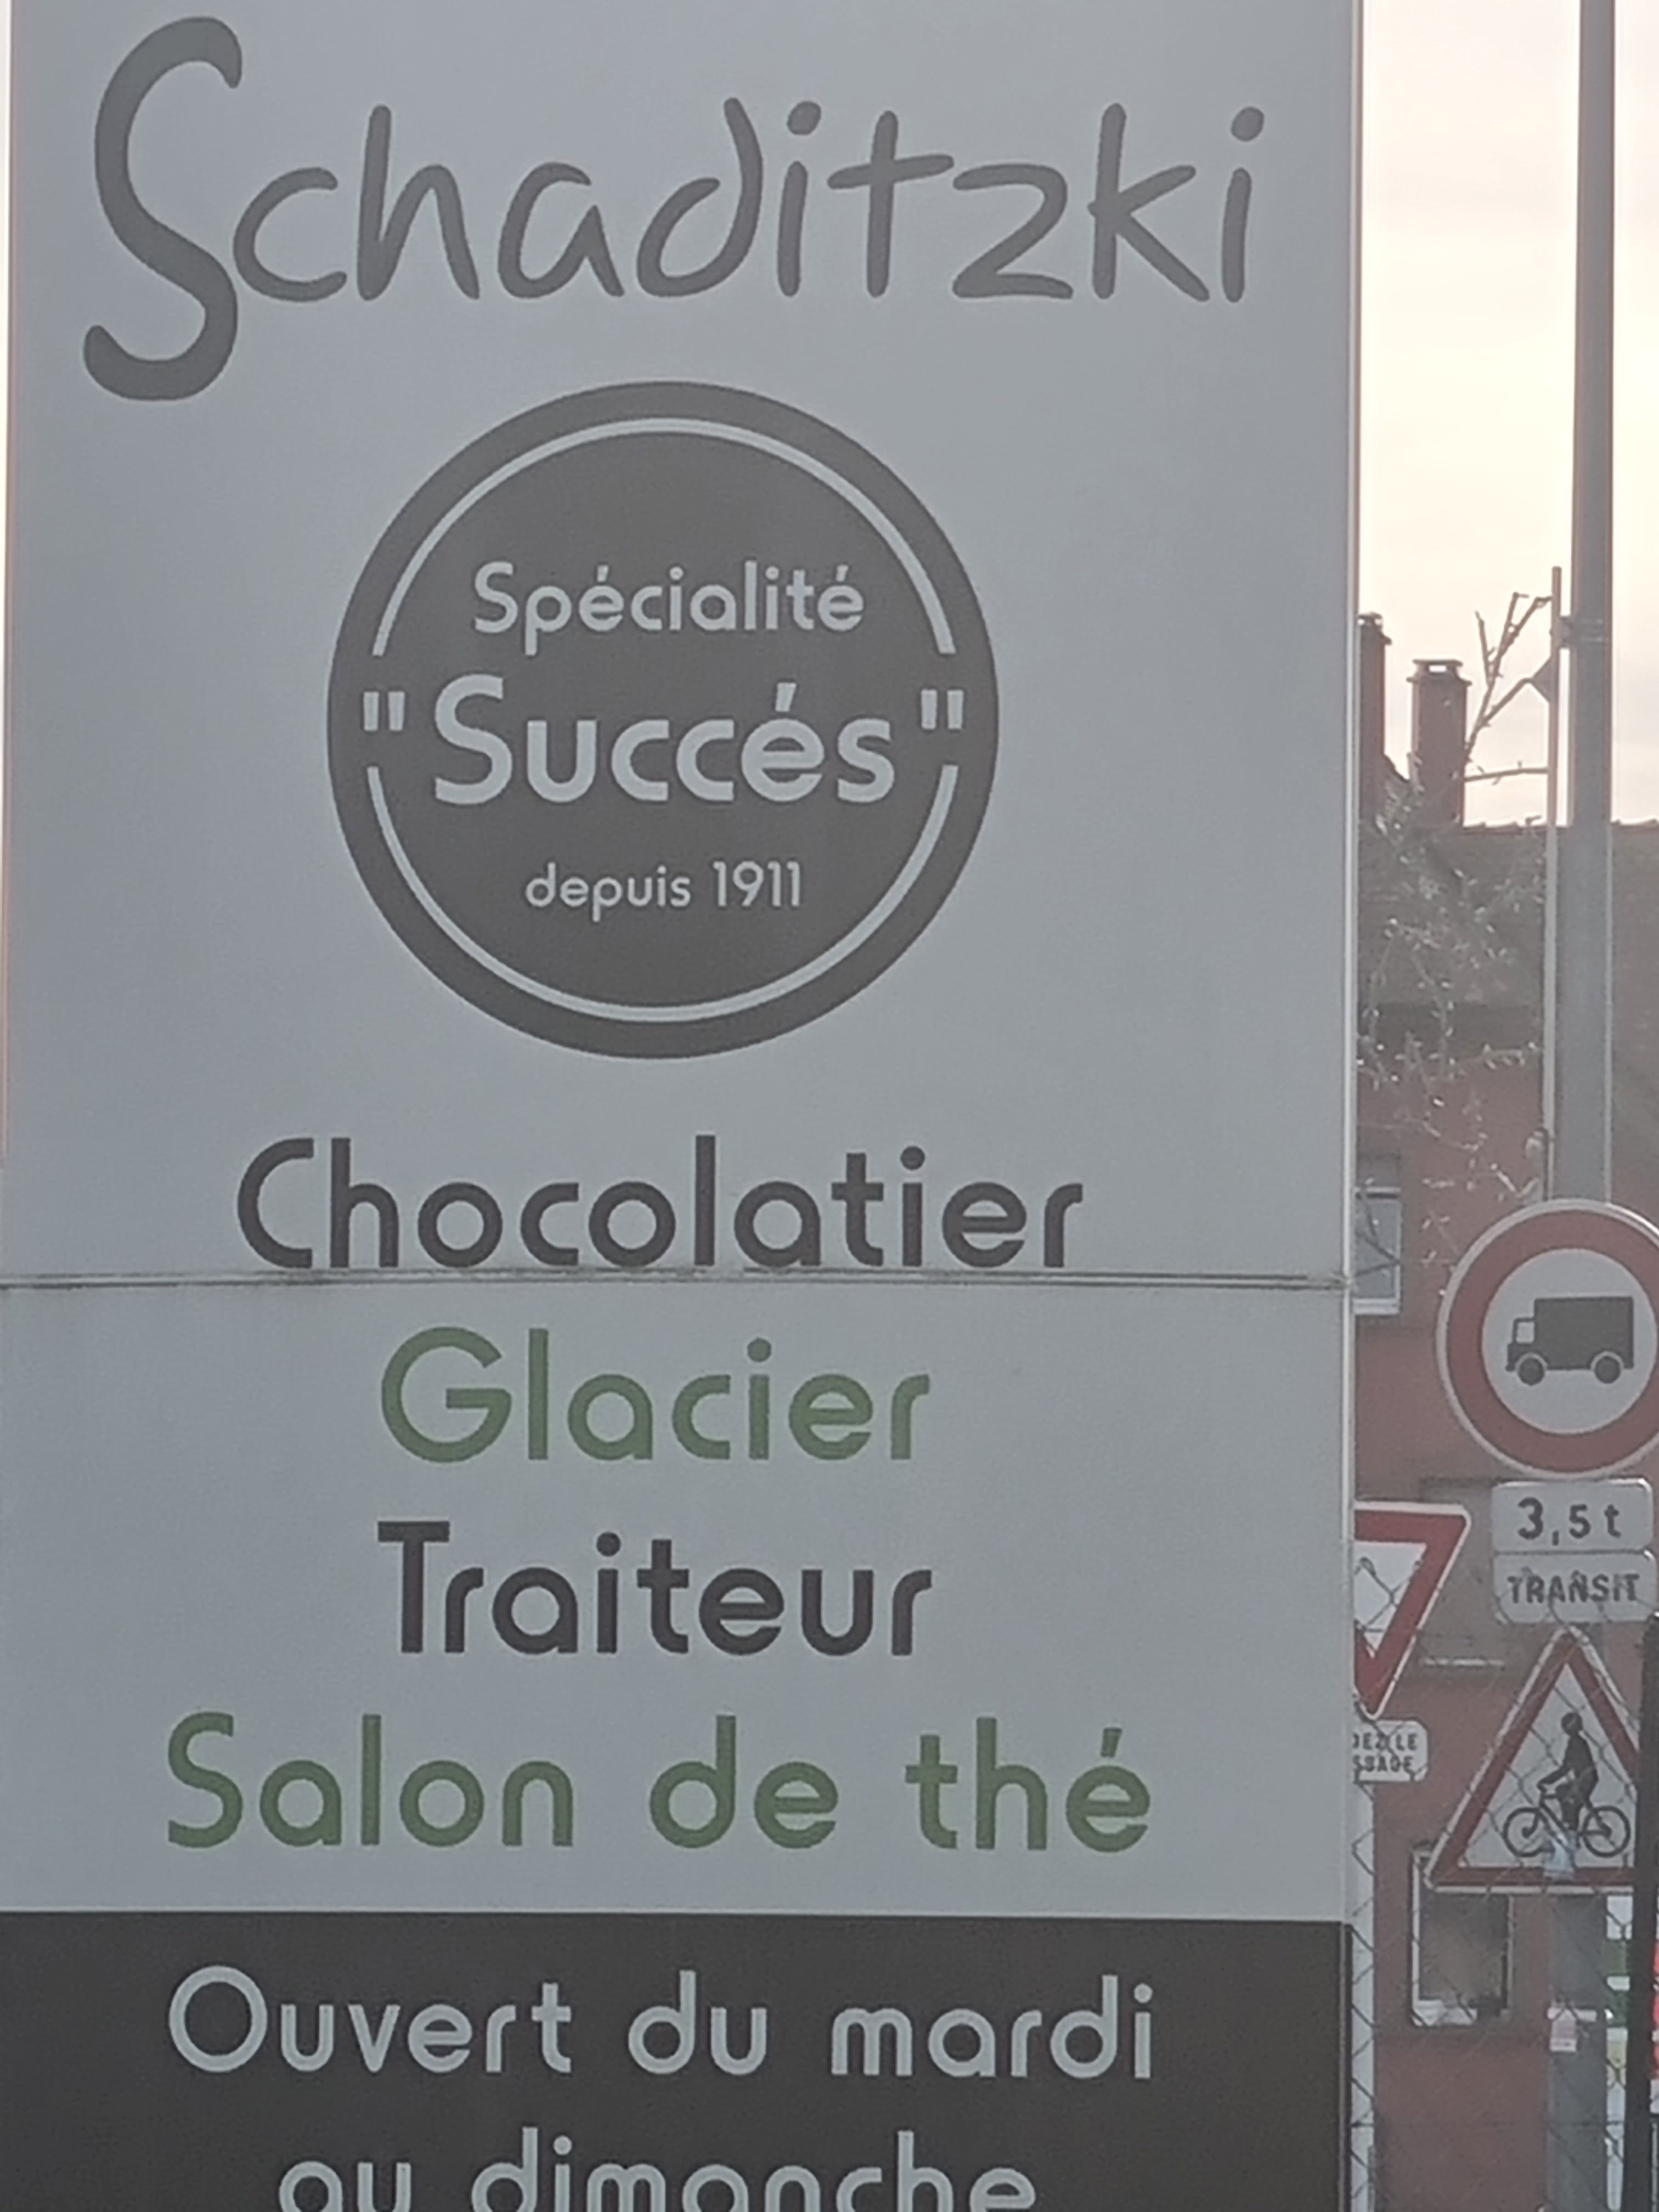 Schaditzki
Spécialité
"Succés"
depuis 1911
Chocolatier
Glacier
Traiteur
Salon de thé
Ouvert du mardi
au dimanche
3,5 t
TRANSIT
LE